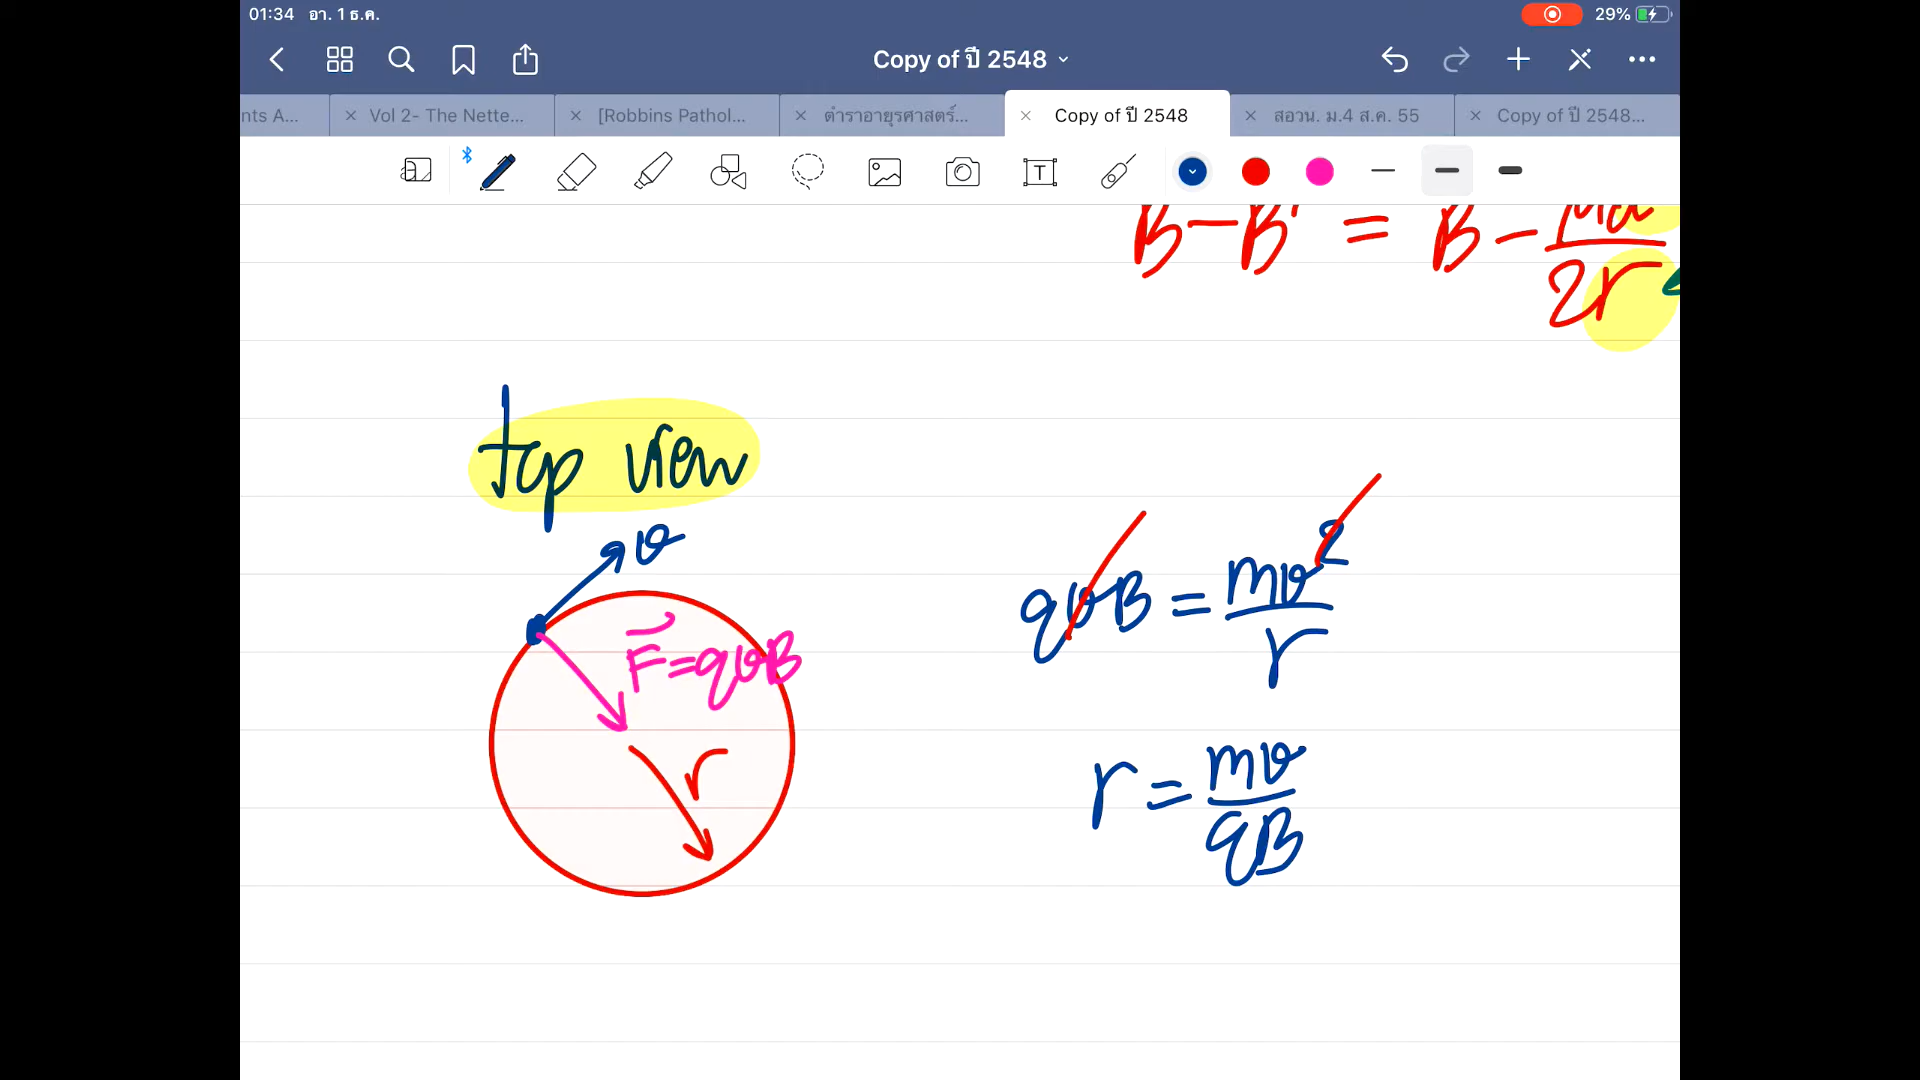 01:34 อา. 1 ธ.ค.
29%
Copy of ปี 2548
nts A...
Vol 2- The Nette...
[Robbins Pathol...
ตำราอายุรศาสตร์...
Copy of ปี 2548
สอวน. ม.4 ส.ค. 55
Copy of ปี 2548...
T
B - B' = B -
2r
top view
v
F = qvB
r
qvB = mv²/r
r = mv/qB